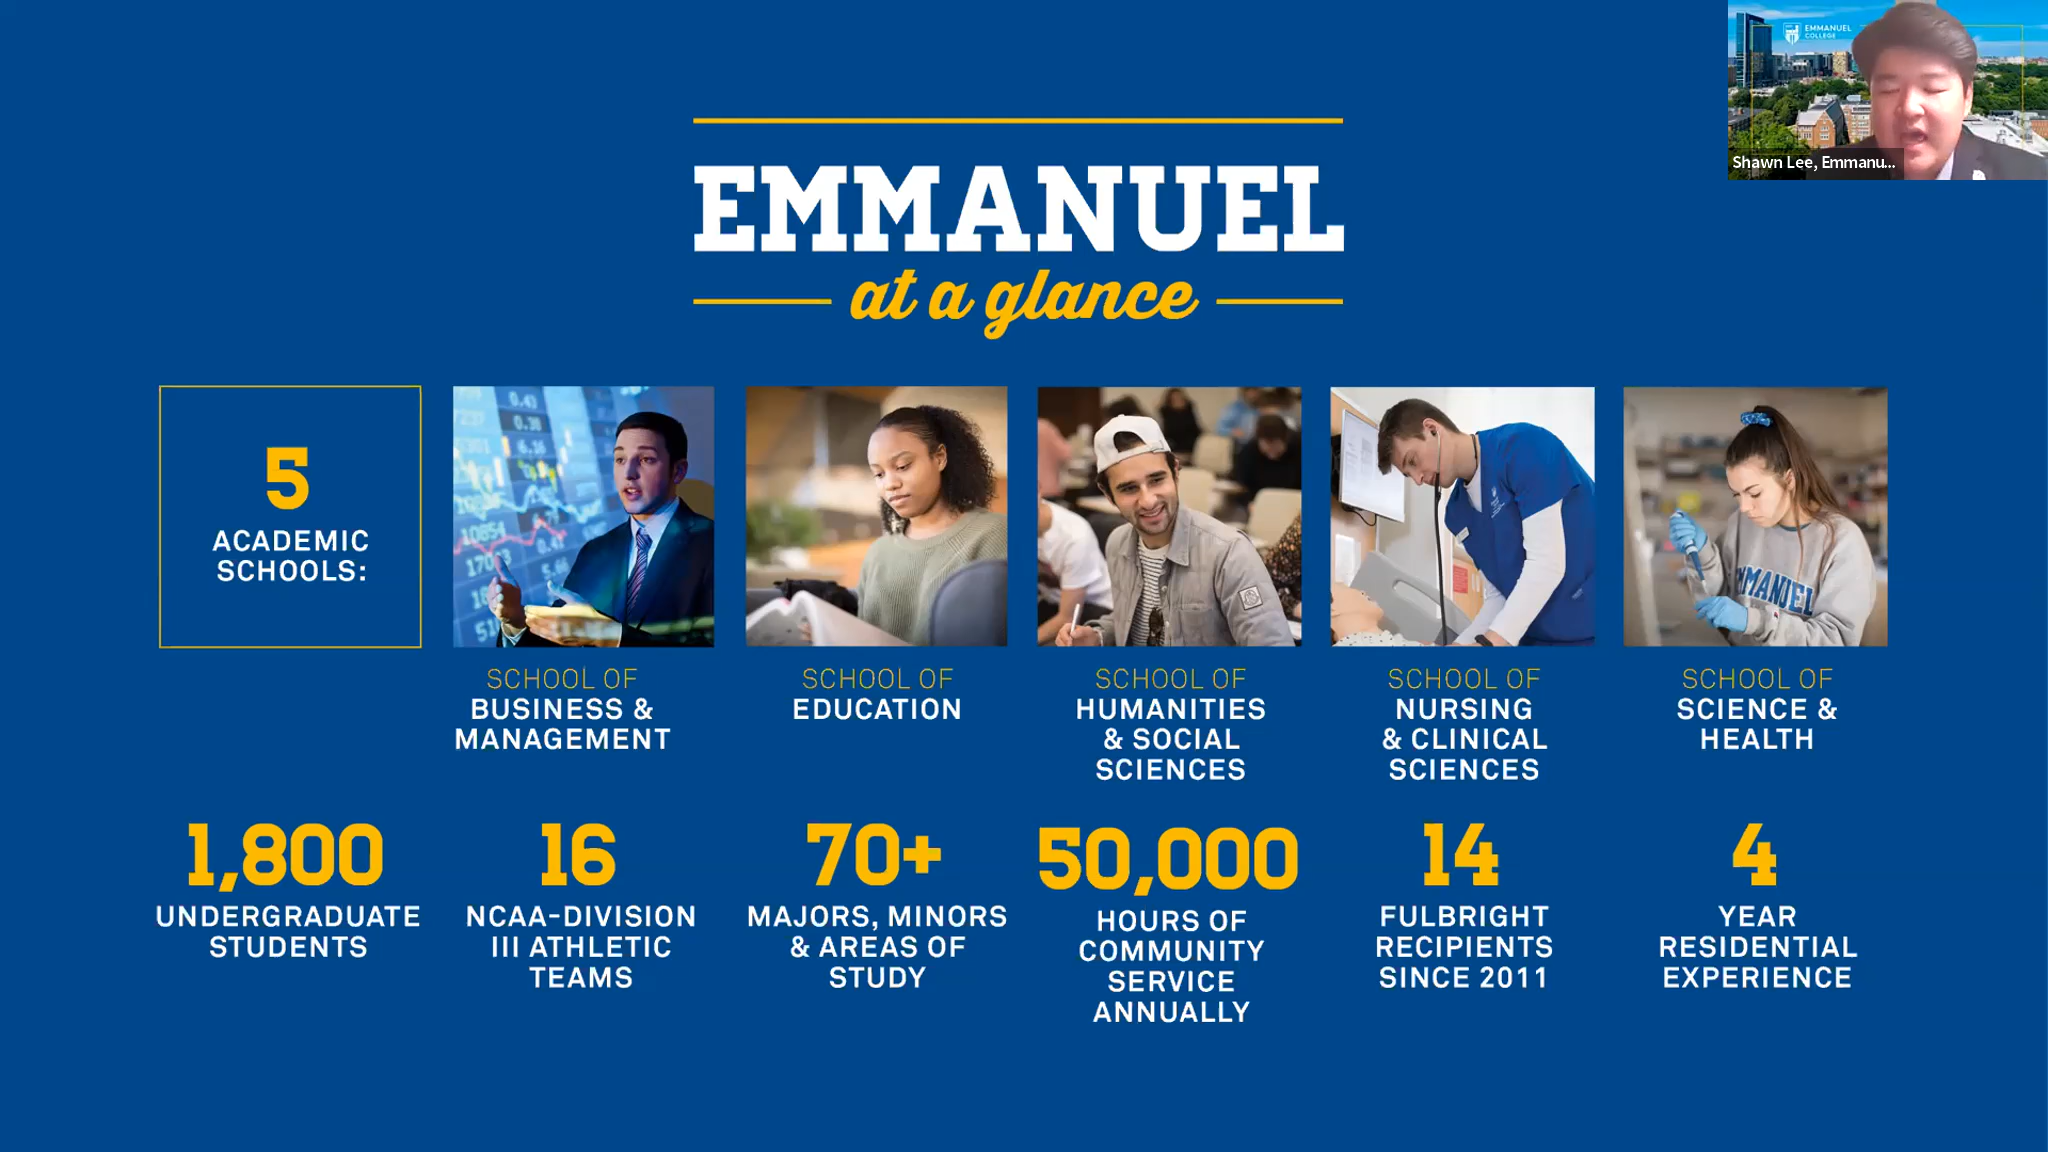 EMMANUEL
COLLEGE
Shawn Lee, Emmanu...
EMMANUEL
at a glance
5
ACADEMIC
SCHOOLS:
SCHOOL OF
BUSINESS &
MANAGEMENT
SCHOOL OF
EDUCATION
SCHOOL OF
HUMANITIES
& SOCIAL
SCIENCES
SCHOOL OF
NURSING
& CLINICAL
SCIENCES
SCHOOL OF
SCIENCE &
HEALTH
1,800
UNDERGRADUATE
STUDENTS
16
NCAA-DIVISION
III ATHLETIC
TEAMS
70+
MAJORS, MINORS
& AREAS OF
STUDY
50,000
HOURS OF
COMMUNITY
SERVICE
ANNUALLY
14
FULBRIGHT
RECIPIENTS
SINCE 2011
4
YEAR
RESIDENTIAL
EXPERIENCE